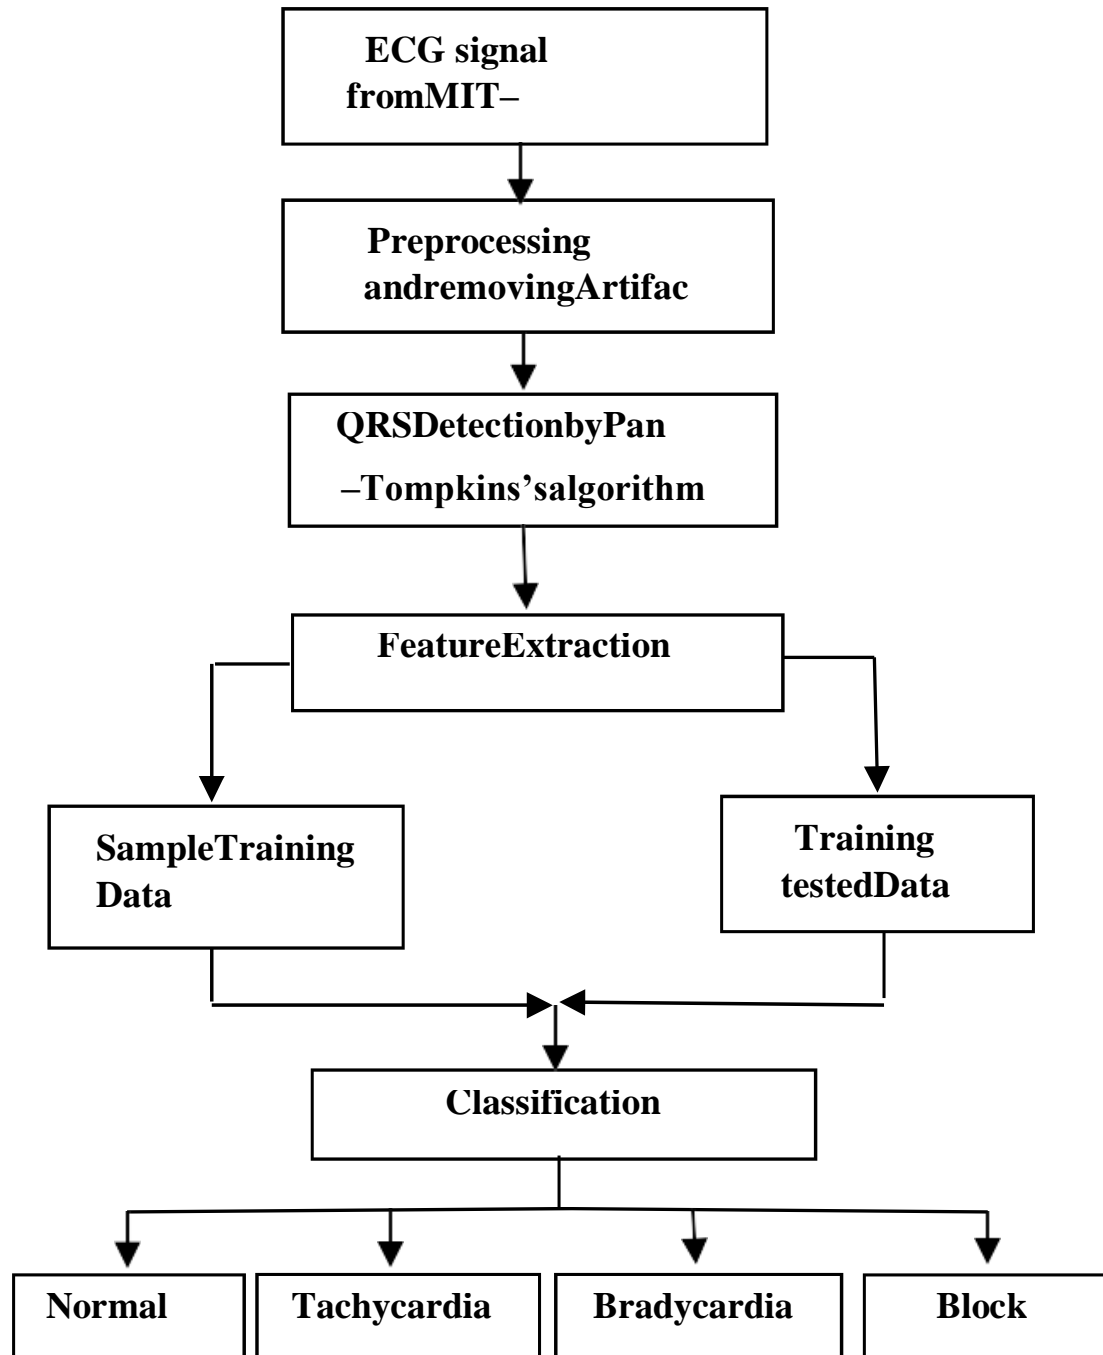 ECG signal
fromMIT–
Preprocessing
andremovingArtifac
QRSDetectionbyPan
–Tompkins’salgorithm
FeatureExtraction
SampleTraining
Data
Training
testedData
Classification
Normal
Tachycardia
Bradycardia
Block